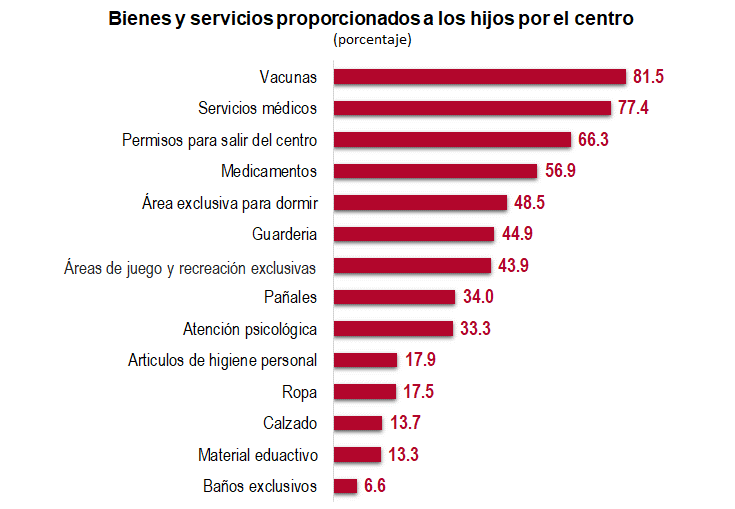 Bienes y servicios proporcionados a los hijos por el centro
(porcentaje)
Vacunas 81.5
Servicios médicos 77.4
Permisos para salir del centro 66.3
Medicamentos 56.9
Área exclusiva para dormir 48.5
Guarderia 44.9
Áreas de juego y recreación exclusivas 43.9
Pañales 34.0
Atención psicológica 33.3
Articulos de higiene personal 17.9
Ropa 17.5
Calzado 13.7
Material eduactivo 13.3
Baños exclusivos 6.6